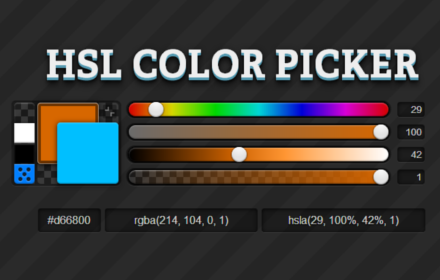 HSL COLOR PICKER
29
100
42
1
#d66800 rgba(214, 104, 0, 1) hsla(29, 100%, 42%, 1)